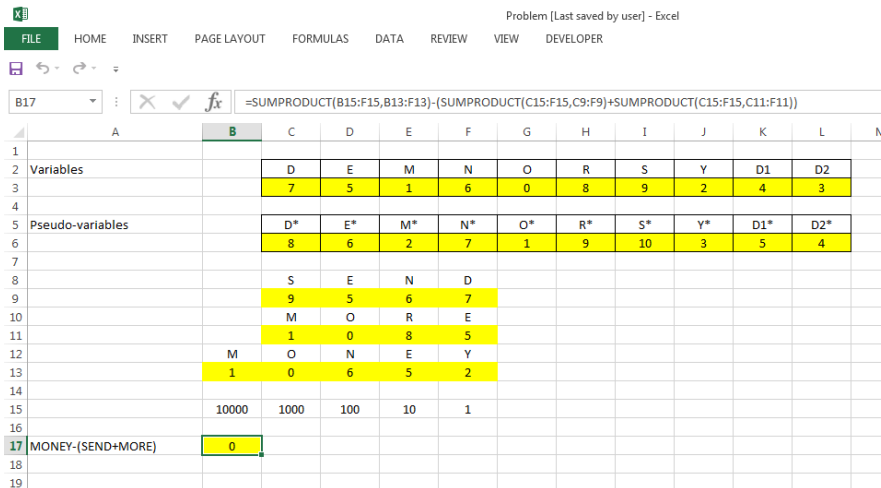 Problem [Last saved by user] - Excel
FILE HOME INSERT PAGE LAYOUT FORMULAS DATA REVIEW VIEW DEVELOPER
B17 fx =SUMPRODUCT(B15:F15,B13:F13)-(SUMPRODUCT(C15:F15,C9:F9)+SUMPRODUCT(C15:F15,C11:F11))
A B C D E F G H I J K L
1
2 Variables D E M N O R S Y D1 D2
3 7 5 1 6 0 8 9 2 4 3
4
5 Pseudo-variables D* E* M* N* O* R* S* Y* D1* D2*
6 8 6 2 7 1 9 10 3 5 4
7
8 S E N D
9 9 5 6 7
10 M O R E
11 1 0 8 5
12 M O N E Y
13 1 0 6 5 2
14
15 10000 1000 100 10 1
16
17 MONEY-(SEND+MORE) 0
18
19